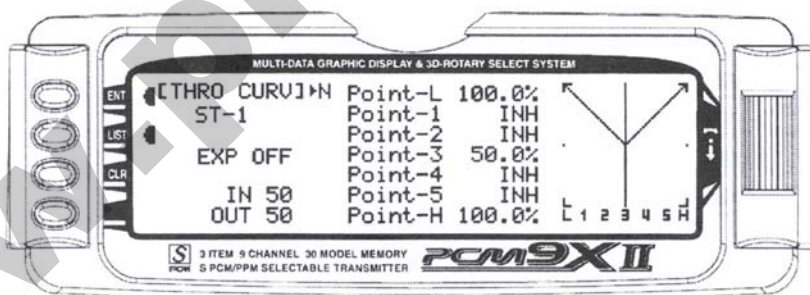 MULTI-DATA GRAPHIC DISPLAY & 3D-ROTARY SELECT SYSTEM
ENT
LIST
CLR
[THRO CURV]▶N
ST-1
EXP OFF
IN 50
OUT 50
Point-L 100.0%
Point-1 INH
Point-2 INH
Point-3 50.0%
Point-4 INH
Point-5 INH
Point-H 100.0%
L 1 2 3 4 5 H
S PCM
3 ITEM 9 CHANNEL 30 MODEL MEMORY
S PCM/PPM SELECTABLE TRANSMITTER
PCM9XII